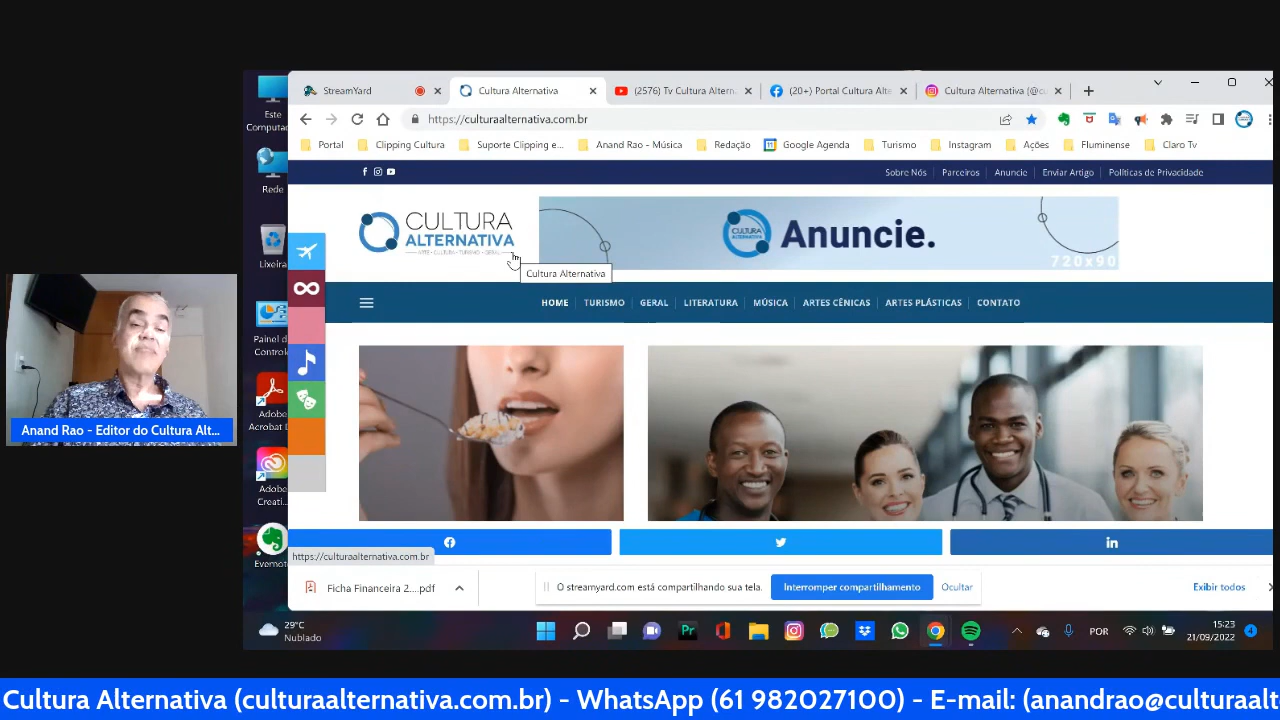 StreamYard
Cultura Alternativa
(2576) Tv Cultura Altern...
(20+) Portal Cultura Alte
Cultura Alternativa (@cu
https://culturaalternativa.com.br
Portal
Clipping Cultura
Suporte Clipping e...
Anand Rao - Música
Redação
Google Agenda
Turismo
Instagram
Ações
Fluminense
Claro Tv
Sobre Nós
Parceiros
Anuncie
Enviar Artigo
Políticas de Privacidade
CULTURA
ALTERNATIVA
CULTURA
ALTERNATIVA
Anuncie.
720x90
Cultura Alternativa
HOME
TURISMO
GERAL
LITERATURA
MÚSICA
ARTES CÊNICAS
ARTES PLÁSTICAS
CONTATO
Este
Computa...
Rede
Lixeira
Painel d
Control
Adobe
Acrobat D
Adobe
Creati...
Evernote
Anand Rao - Editor do Cultura Alt...
https://culturaalternativa.com.br
Ficha Financeira 2....pdf
O streamyard.com está compartilhando sua tela.
Interromper compartilhamento
Ocultar
Exibir todos
29°C
Nublado
POR
15:23
21/09/2022
4
Cultura Alternativa (culturaalternativa.com.br) - WhatsApp (61 982027100) - E-mail: (anandrao@culturaalt